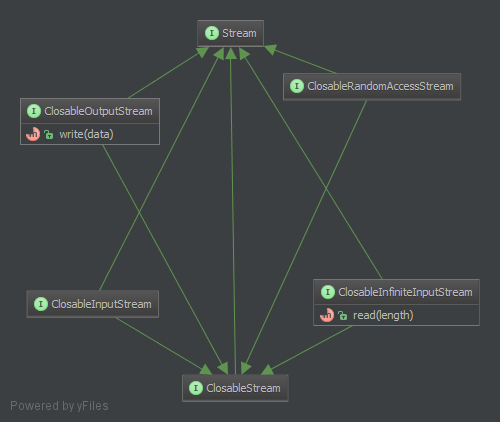 I Stream
I ClosableRandomAccessStream
I ClosableOutputStream
m write(data)
I ClosableInfiniteInputStream
m read(length)
I ClosableInputStream
I ClosableStream
Powered by yFiles